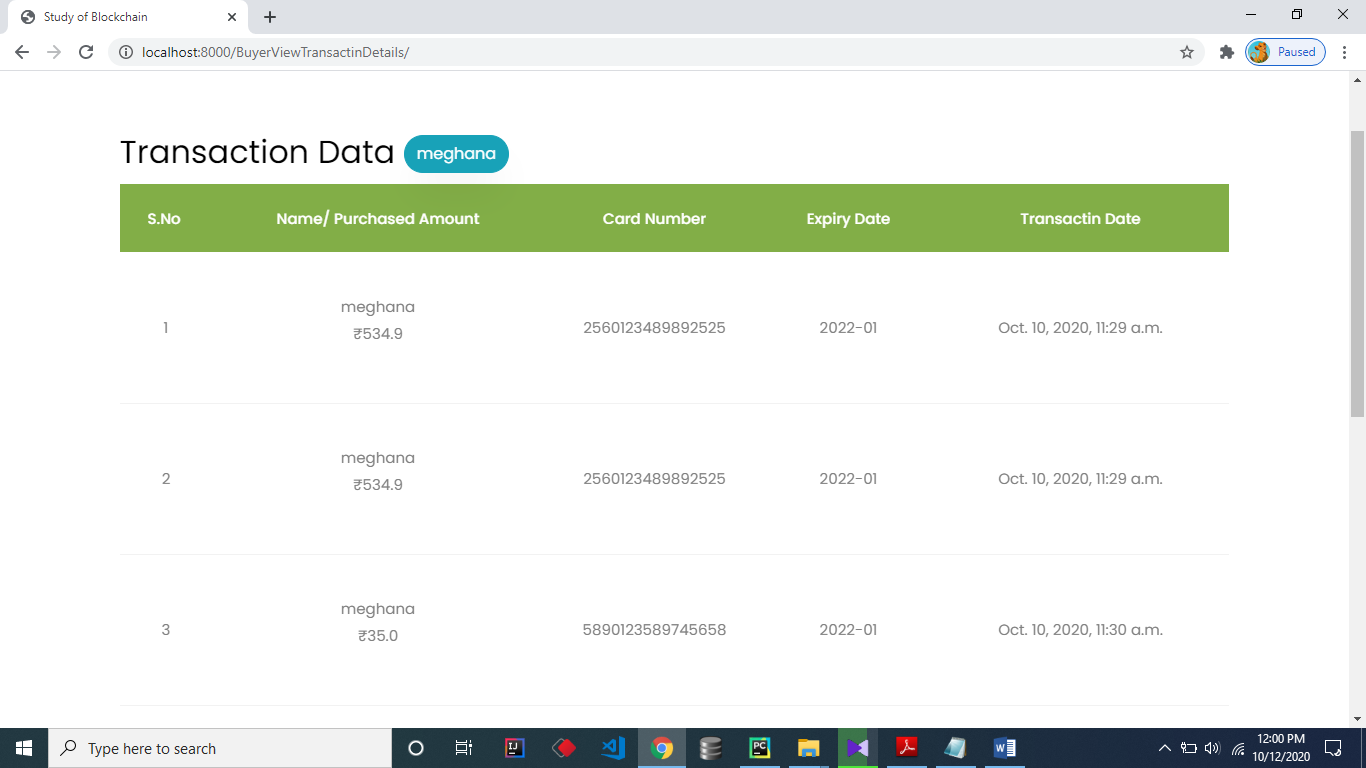 Study of Blockchain
localhost:8000/BuyerViewTransactinDetails/
Paused
Transaction Data meghana
S.No Name/ Purchased Amount Card Number Expiry Date Transactin Date
1 meghana ₹534.9 2560123489892525 2022-01 Oct. 10, 2020, 11:29 a.m.
2 meghana ₹534.9 2560123489892525 2022-01 Oct. 10, 2020, 11:29 a.m.
3 meghana ₹35.0 5890123589745658 2022-01 Oct. 10, 2020, 11:30 a.m.
Type here to search
IJ
PC
W
12:00 PM
10/12/2020